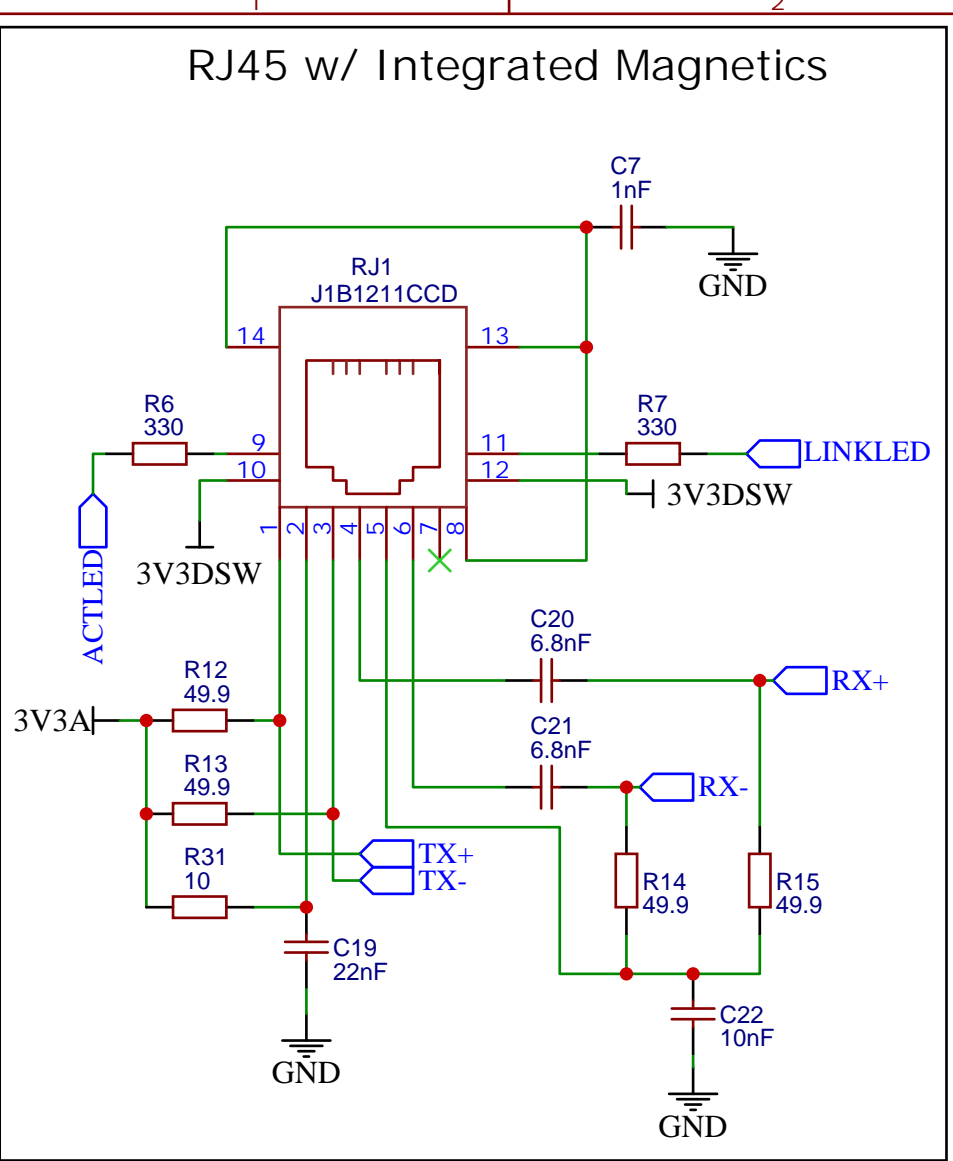 1
2
RJ45 w/ Integrated Magnetics
C7
1nF
GND
RJ1
J1B1211CCD
14
13
R6
330
9
10
11
12
R7
330
LINKLED
3V3DSW
3V3DSW
ACTLED
1
2
3
4
5
6
7
8
C20
6.8nF
RX+
R12
49.9
3V3A
C21
6.8nF
RX-
R13
49.9
TX+
TX-
R31
10
R14
49.9
R15
49.9
C19
22nF
GND
C22
10nF
GND